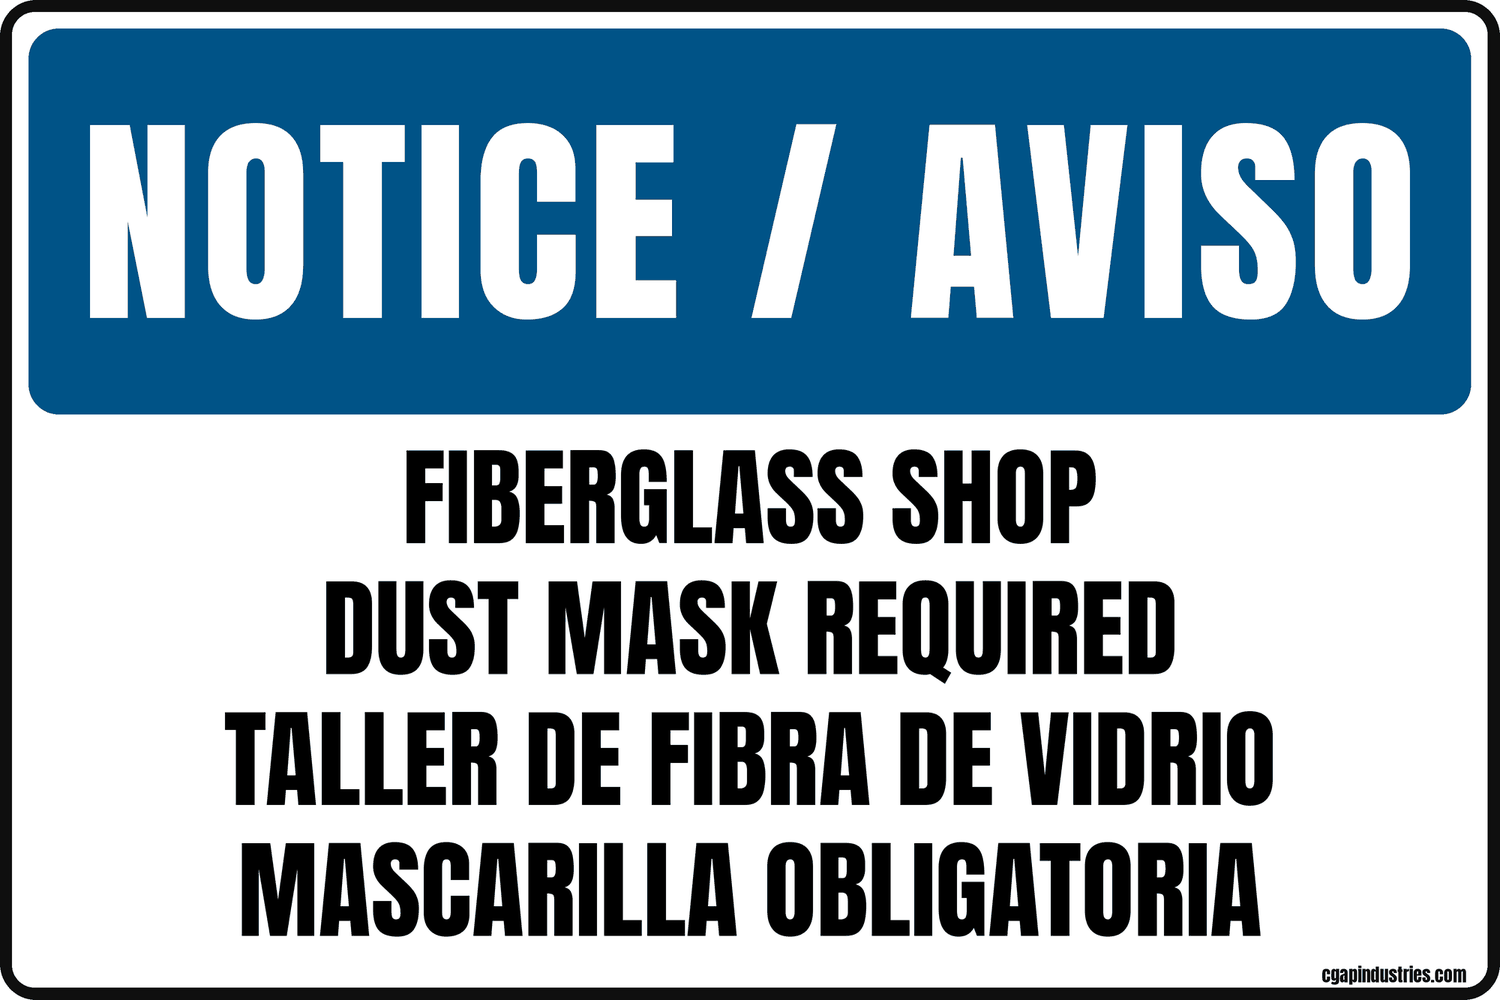 NOTICE / AVISO
FIBERGLASS SHOP
DUST MASK REQUIRED
TALLER DE FIBRA DE VIDRIO
MASCARILLA OBLIGATORIA
cgapindustries.com